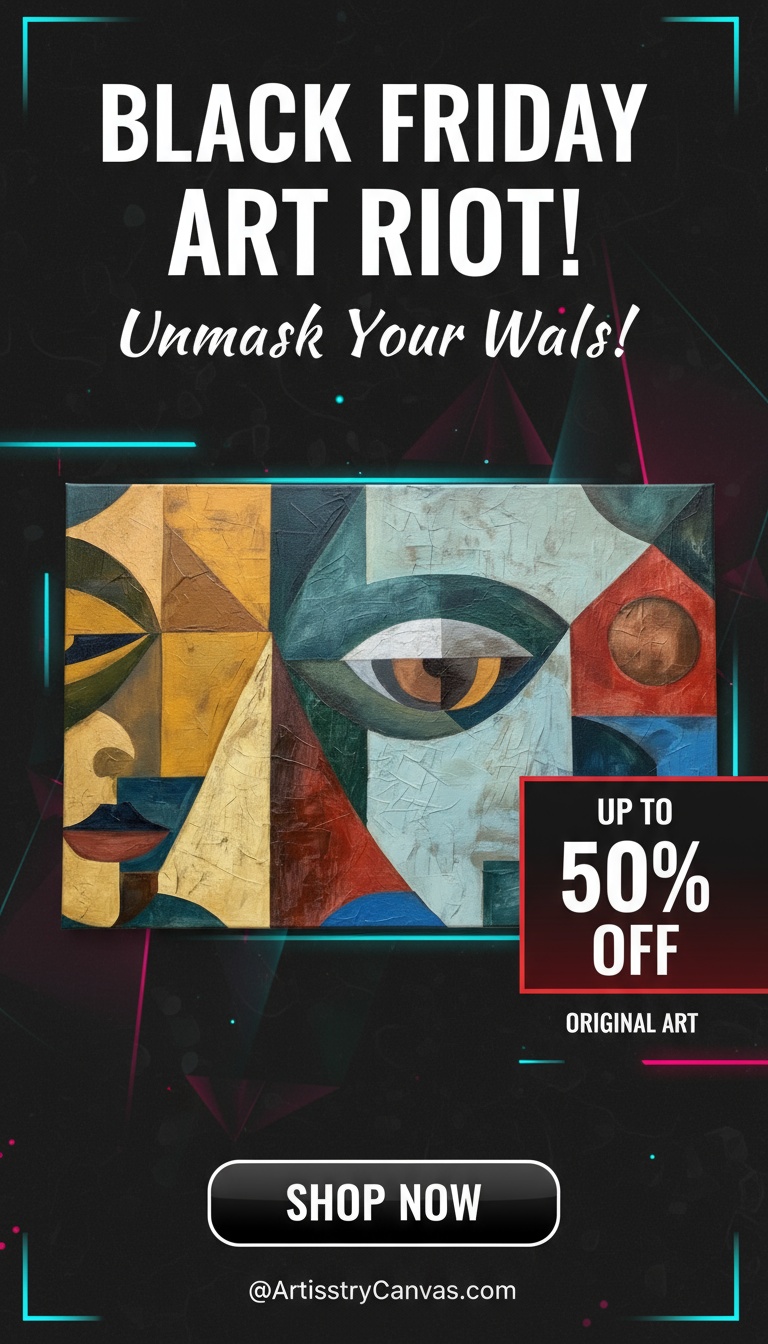 BLACK FRIDAY
ART RIOT!
Unmask Your Wals!
UP TO
50%
OFF
ORIGINAL ART
SHOP NOW
@ArtisstryCanvas.com